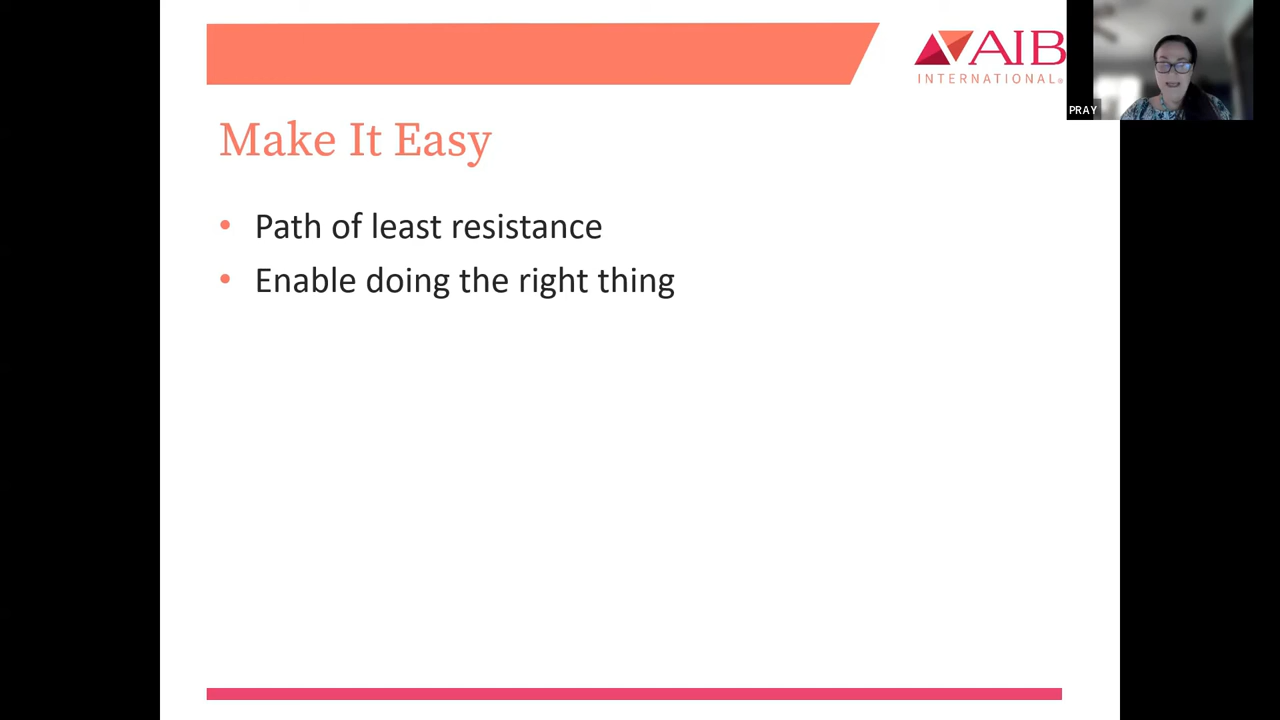 AIB
INTERNATIONAL®
PRAY
Make It Easy
• Path of least resistance
• Enable doing the right thing